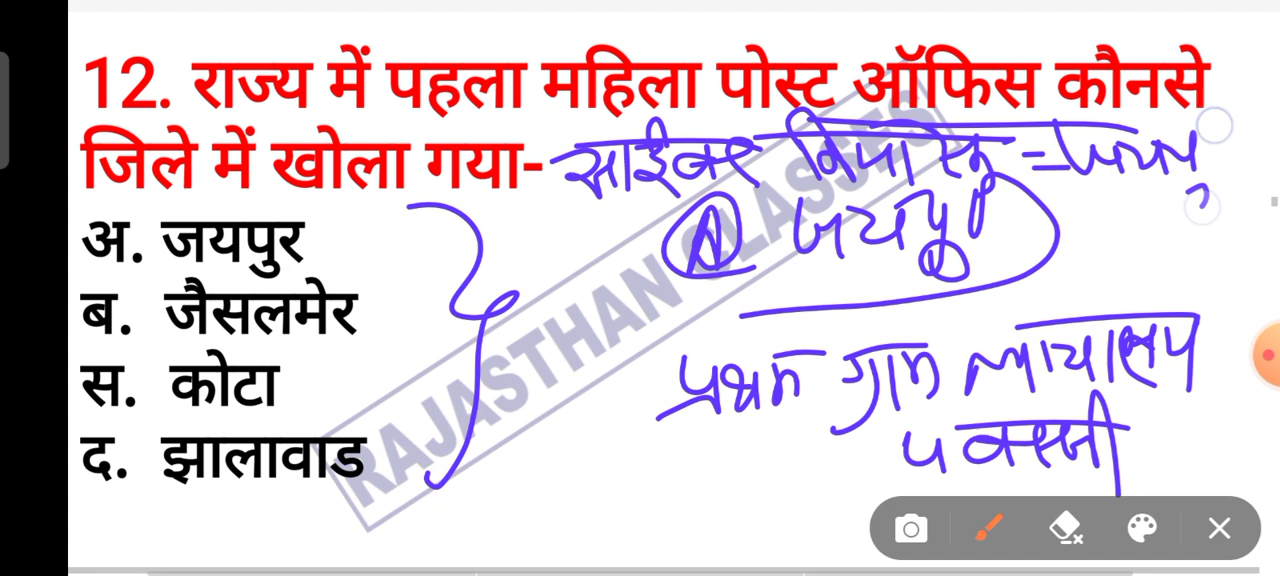 12. राज्य में पहला महिला पोस्ट ऑफिस कौनसे
जिले में खोला गया-
साईबर
अ. जयपुर
A जयपुर
ब. जैसलमेर
स. कोटा
प्रथम ग्राम न्यायालय
द. झालावाड
RAJASTHAN CLASSES